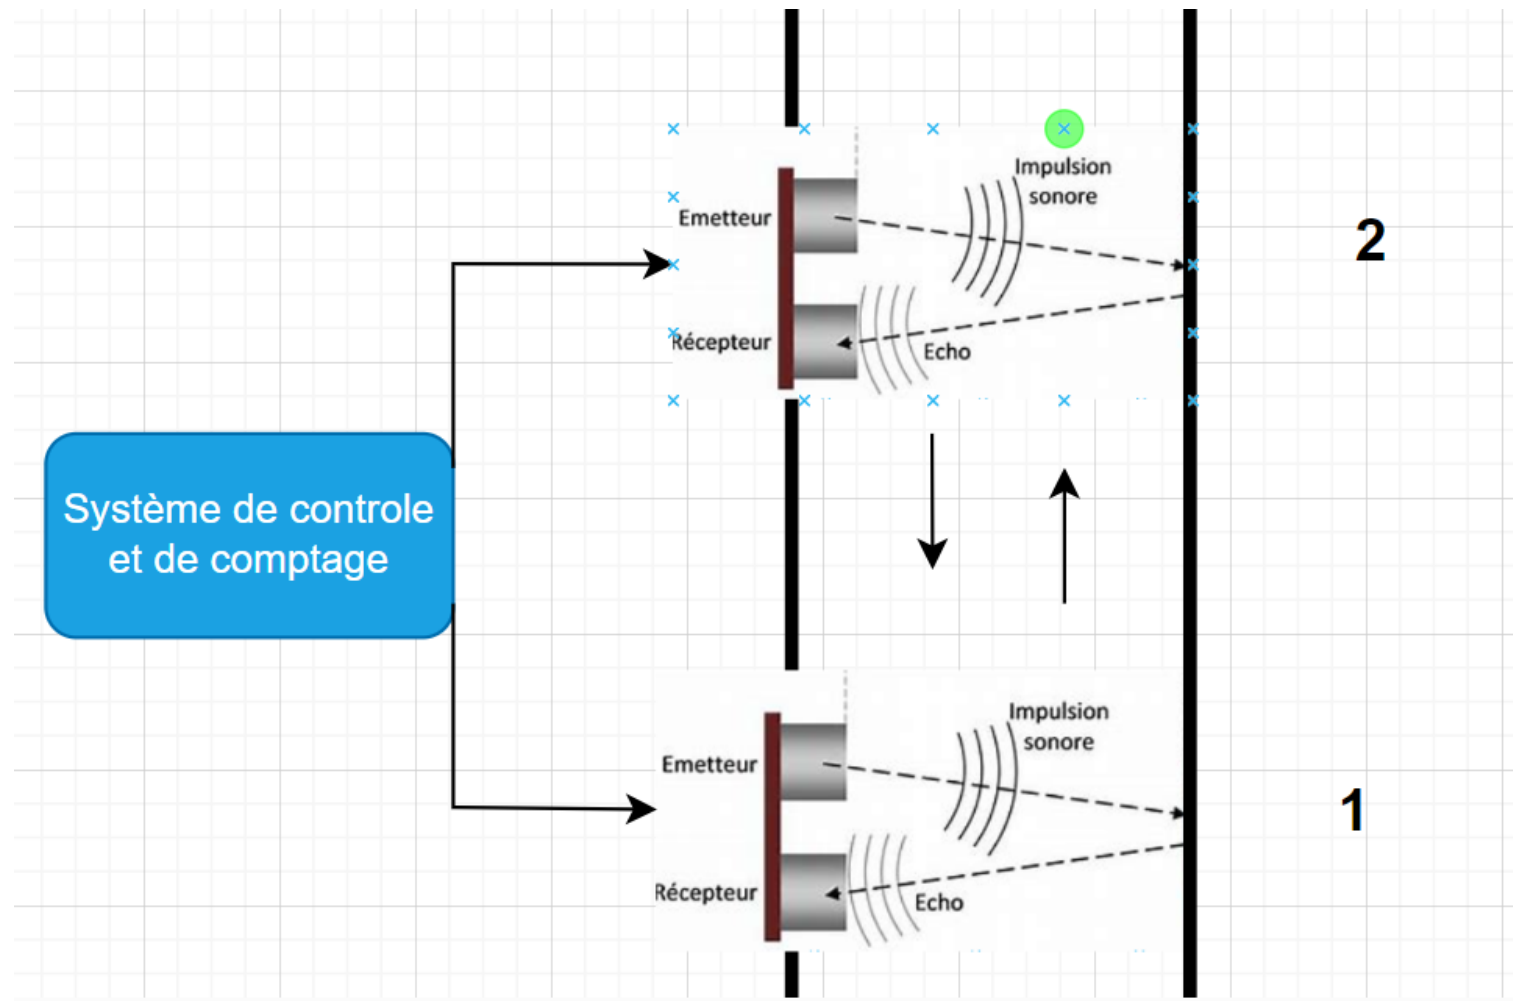 Impulsion
sonore
Emetteur
2
Récepteur
Echo
Système de controle
et de comptage
Impulsion
sonore
Emetteur
1
Récepteur
Echo